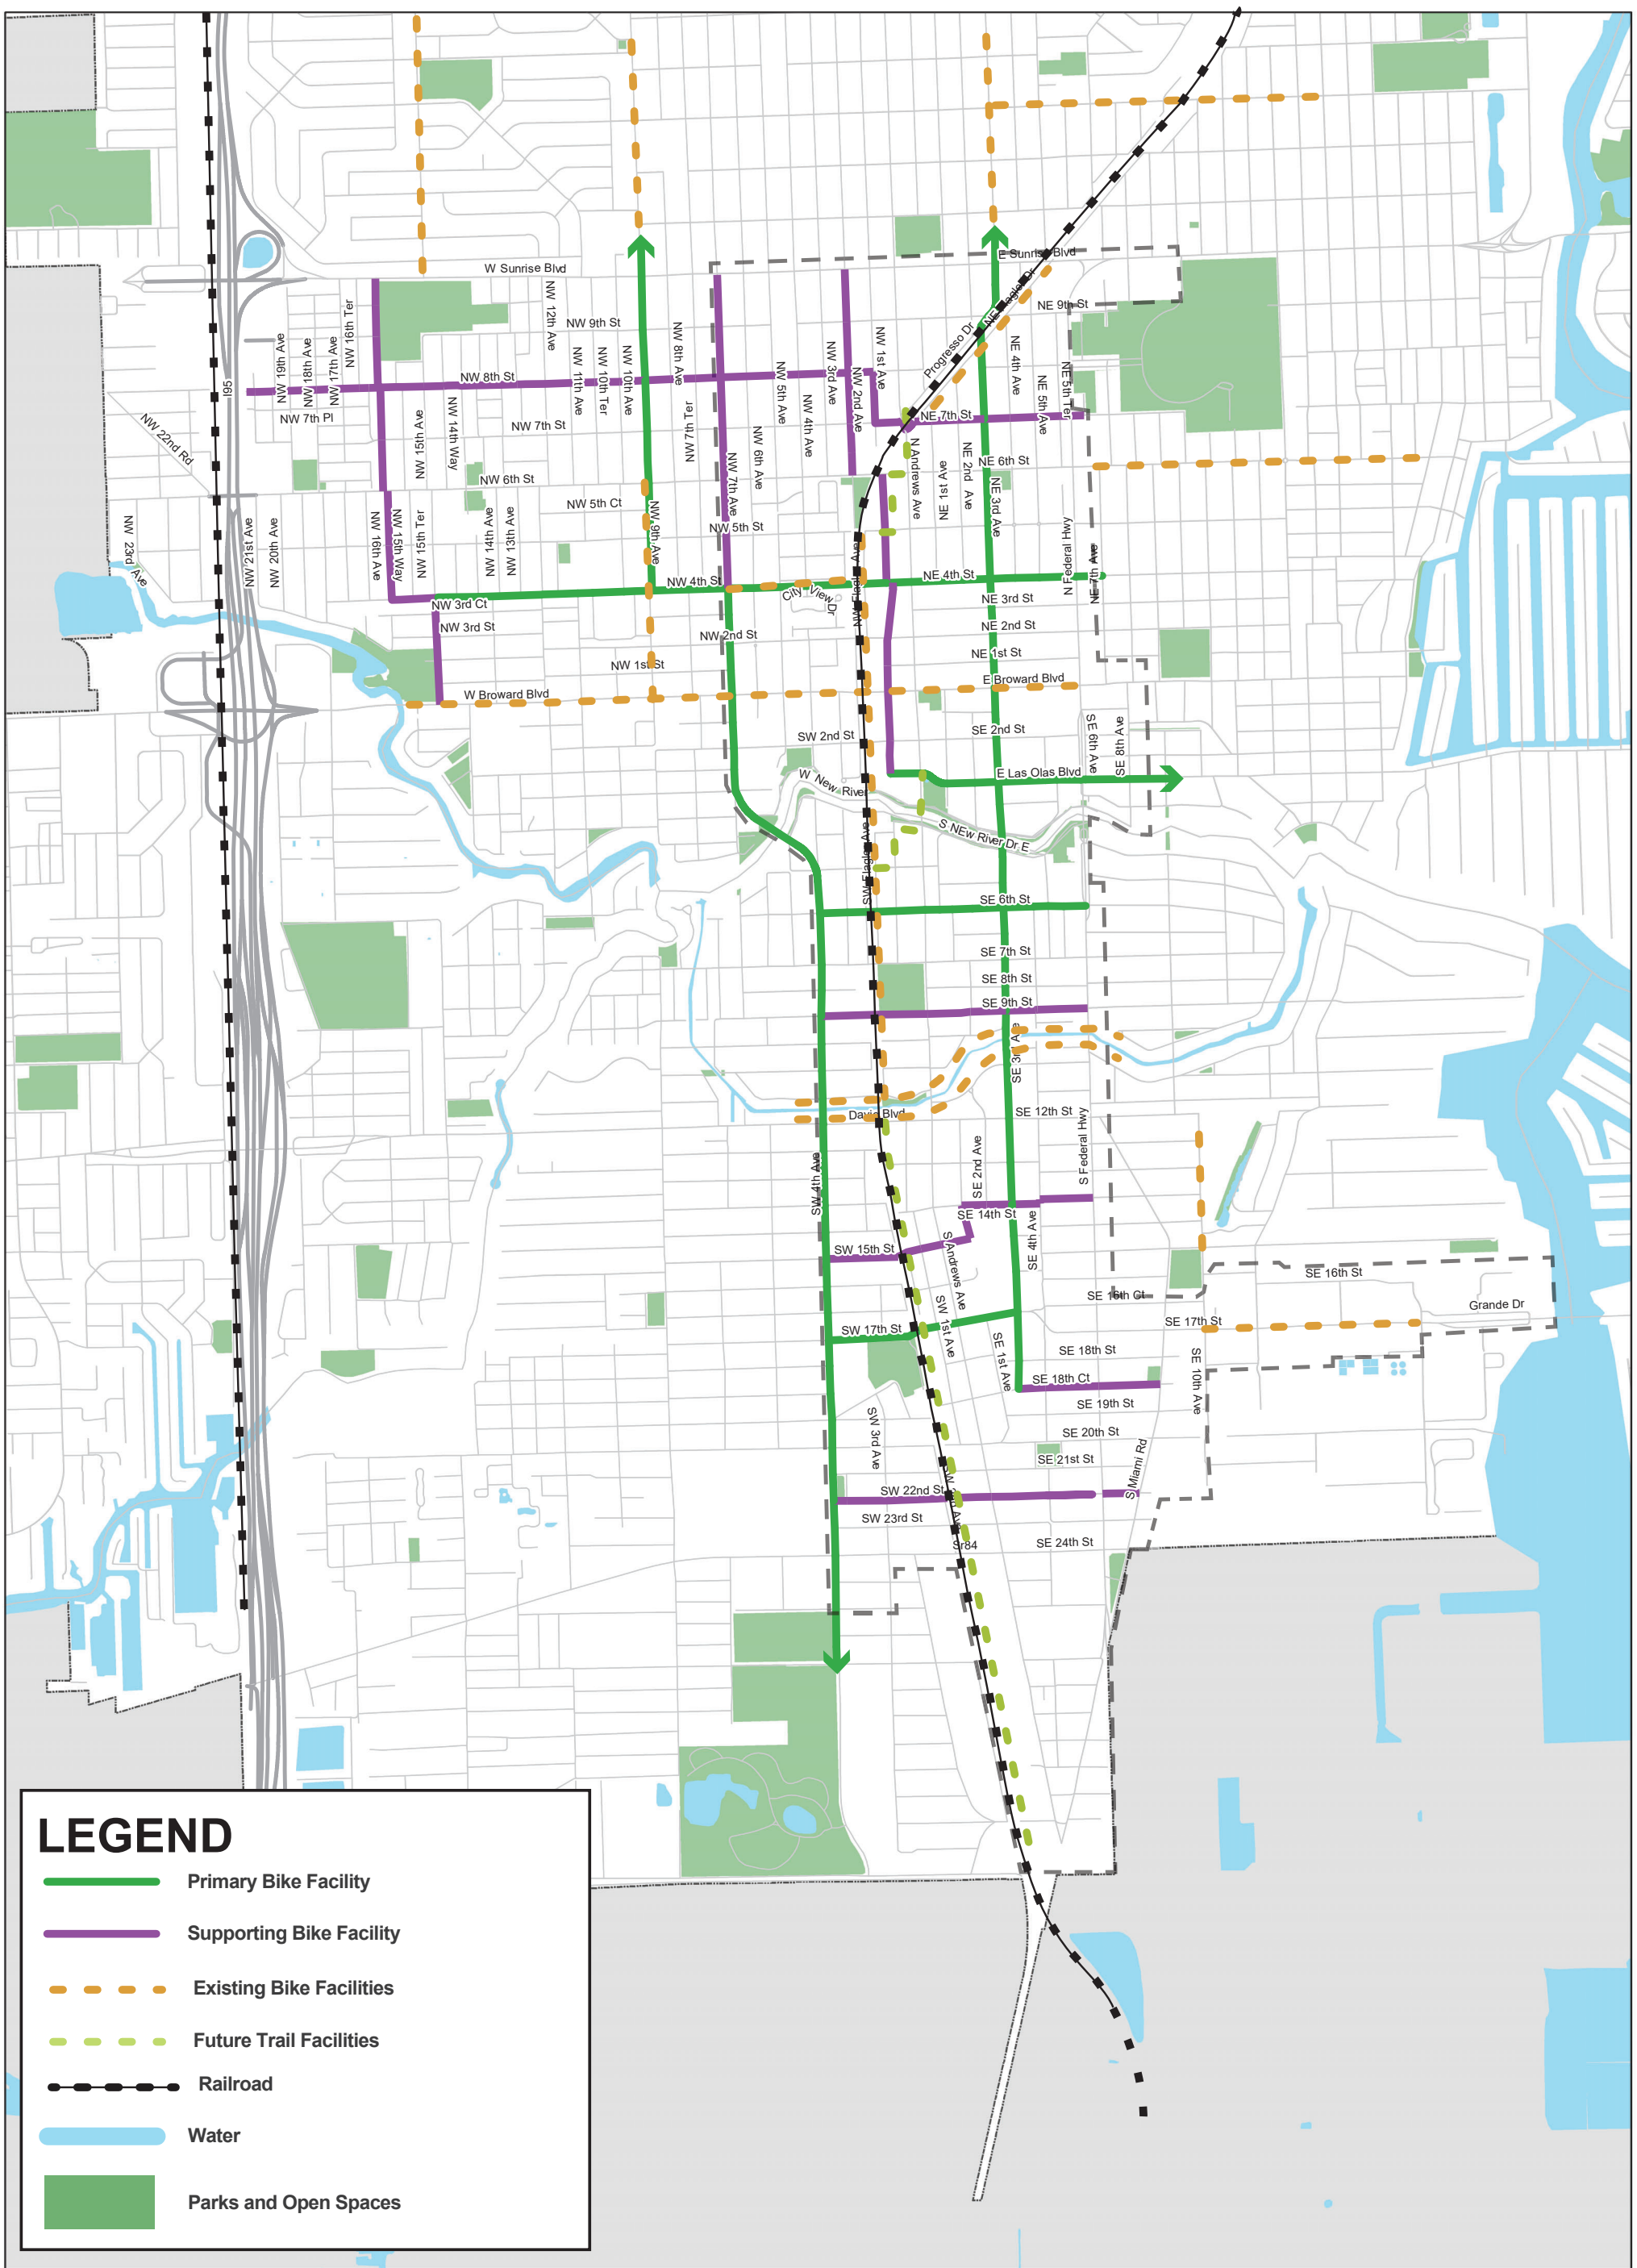 E Sunrise Blvd
W Sunrise Blvd
NW 12th Ave
NE 9th St
NW 16th Ter
NW 9th St
Progresso Dr
NW 19th Ave
NW 18th Ave
NW 17th Ave
NW 11th Ave
NW 10th Ter
NW 10th Ave
NW 8th Ave
NW 5th Ave
NW 3rd Ave
NW 1st Ave
NE 4th Ave
NE 5th Ave
NE 5th Ter
I95
NW 8th St
NW 4th Ave
NW 2nd Ave
NW 7th Pl
NW 22nd Rd
NW 15th Ave
NW 14th Way
NW 7th St
NW 7th Ter
NE 7th St
NW 6th St
NW 6th Ave
NW 7th Ave
N Andrews Ave
NE 1st Ave
NE 2nd Ave
NE 6th St
NE 3rd Ave
NW 5th Ct
NW 5th St
NW 23rd Ave
NW 21st Ave
NW 20th Ave
NW 16th Ave
NW 15th Way
NW 15th Ter
NW 14th Ave
NW 13th Ave
NW 9th Ave
N Federal Hwy
NE 7th Ave
NW 4th St
NE 4th St
City View Dr
NW 3rd Ct
NE 3rd St
NW 3rd St
NW 2nd St
NE 2nd St
NW 1st St
NE 1st St
E Broward Blvd
W Broward Blvd
SE 6th Ave
SE 8th Ave
SW 2nd St
SE 2nd St
W New River
E Las Olas Blvd
S NEw River Dr E
SW Flagler Ave
SE 6th St
SE 7th St
SE 8th St
SE 9th St
SE 3rd Ave
Davie Blvd
SE 12th St
S Federal Hwy
SE 2nd Ave
SW 4th Ave
SE 14th St
SW 15th St
S Andrews Ave
SE 4th Ave
SE 16th St
SE 16th Ct
Grande Dr
SW 17th St
SW 1st Ave
SE 17th St
SE 1st Ave
SE 18th St
SE 10th Ave
SE 18th Ct
SE 19th St
SW 3rd Ave
SE 20th St
SE 21st St
S Miami Rd
SW 22nd St
SW 23rd St
Sr84
SE 24th St
LEGEND
Primary Bike Facility
Supporting Bike Facility
Existing Bike Facilities
Future Trail Facilities
Railroad
Water
Parks and Open Spaces